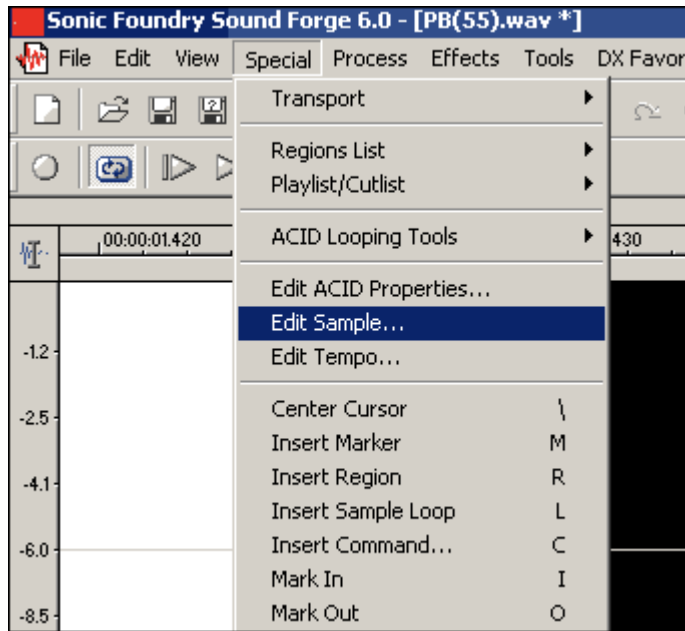 Sonic Foundry Sound Forge 6.0 - [PB(55).wav *]
File Edit View Special Process Effects Tools DX Favor
Transport
Regions List
Playlist/Cutlist
00:00:01.420
ACID Looping Tools
430
Edit ACID Properties...
Edit Sample...
-1.2
Edit Tempo...
Center Cursor \
-2.5
Insert Marker M
Insert Region R
-4.1
Insert Sample Loop L
Insert Command... C
-6.0
Mark In I
Mark Out O
-8.5